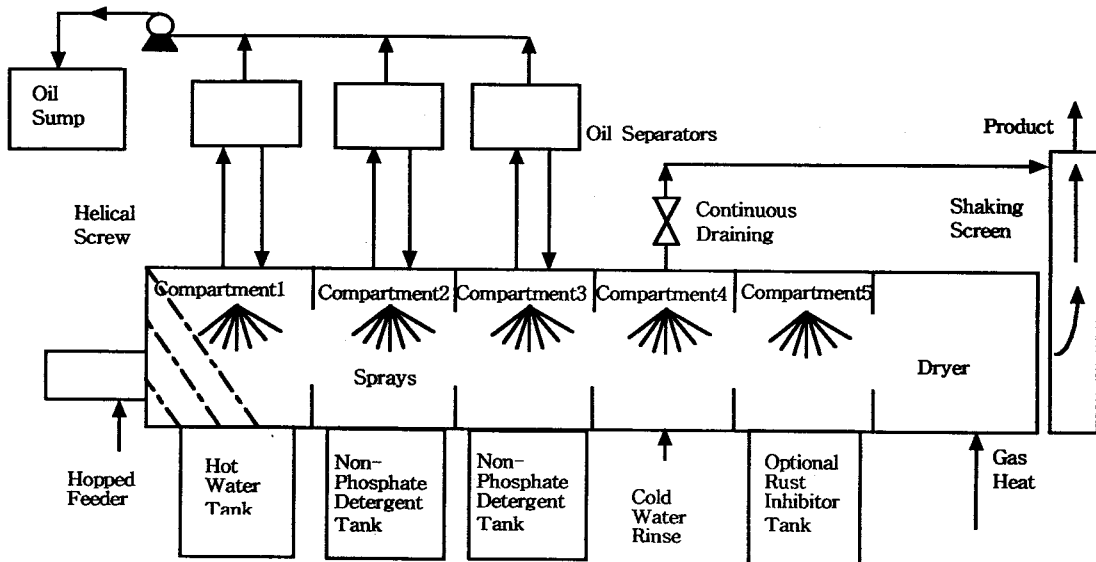 Oil
Sump
Oil Separators
Product
Helical
Screw
Continuous
Draining
Shaking
Screen
Compartment1
Compartment2
Compartment3
Compartment4
Compartment5
Sprays
Dryer
Hopped
Feeder
Hot
Water
Tank
Non-
Phosphate
Detergent
Tank
Non-
Phosphate
Detergent
Tank
Cold
Water
Rinse
Optional
Rust
Inhibitor
Tank
Gas
Heat